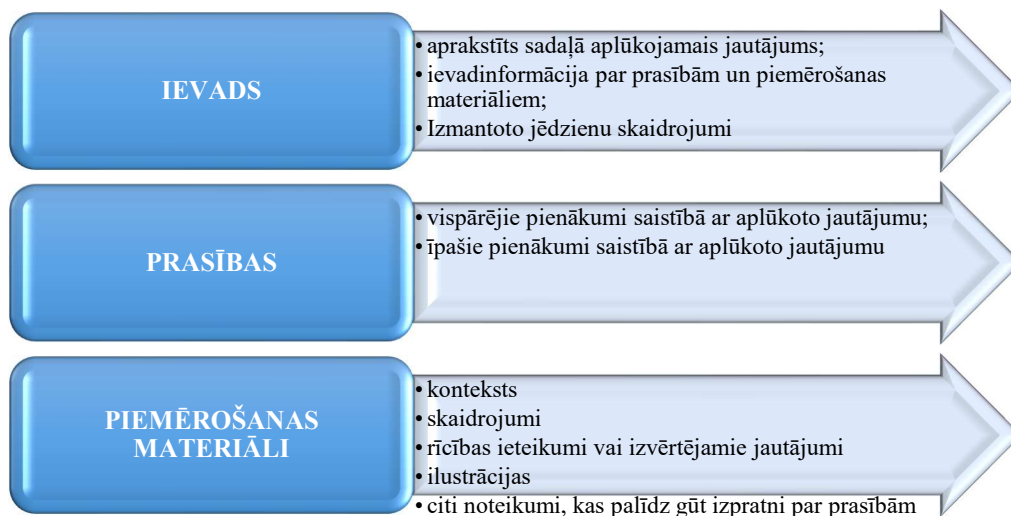 IEVADS
• aprakstīts sadaļā aplūkojamais jautājums;
• ievadinformācija par prasībām un piemērošanas
materiāliem;
• Izmantoto jēdzienu skaidrojumi
PRASĪBAS
• vispārējie pienākumi saistībā ar aplūkoto jautājumu;
• īpašie pienākumi saistībā ar aplūkoto jautājumu
PIEMĒROŠANAS
MATERIĀLI
• konteksts
• skaidrojumi
• rīcības ieteikumi vai izvērtējamie jautājumi
• ilustrācijas
• citi noteikumi, kas palīdz gūt izpratni par prasībām